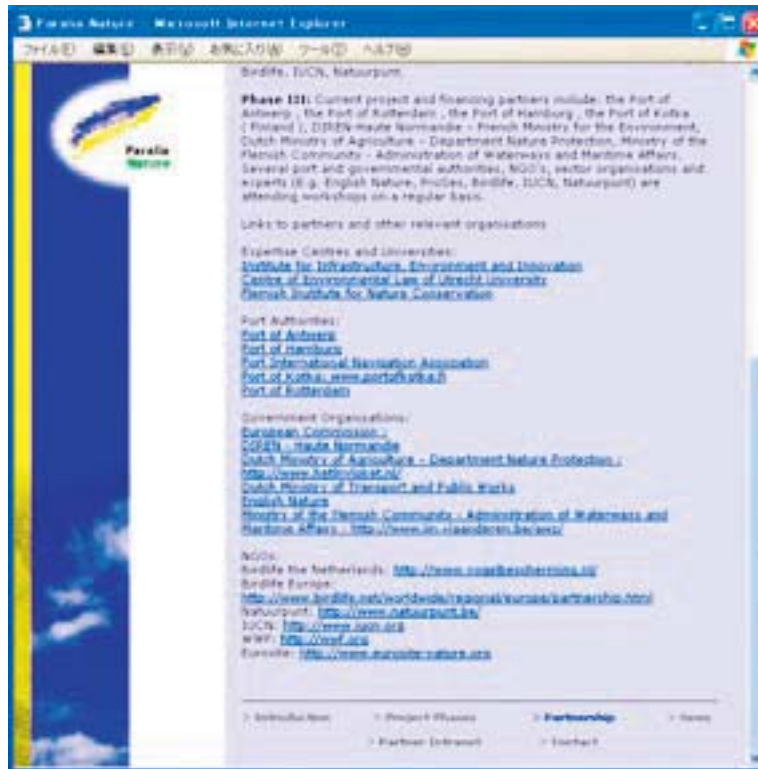 Paralia Nature - Microsoft Internet Explorer
ファイル(F) 編集(E) 表示(V) お気に入り(A) ツール(T) ヘルプ(H)
Birdlife, IUCN, Natuurpunt.
Paralia
Nature
Phase III: Current project and financing partners include: the Port of
Antwerp , the Port of Rotterdam , the Port of Hamburg , the Port of Kotka
( Finland ), DIREN-Haute Normandie - French Ministry for the Environment,
Dutch Ministry of Agriculture - Department Nature Protection, Ministry of the
Flemish Community - Administration of Waterways and Maritime Affairs.
Several port and governmental authorities, NGO's, sector organisations and
experts (E.g. English Nature, ProSes, Birdlife, IUCN, Natuurpunt) are
attending workshops on a regular basis.
Links to partners and other relevant organisations
Expertise Centres and Universities:
Institute for Infrastructure, Environment and Innovation
Centre of Environmental Law of Utrecht University
Flemish Institute for Nature Conservation
Port Authorities:
Port of Antwerp
Port of Hamburg
Port International Navigation Association
Port of Kotka: www.portofkotka.fi
Port of Rotterdam
Government Organisations:
European Commission :
DIREN - Haute Normandie
Dutch Ministry of Agriculture - Department Nature Protection :
Dutch Ministry of Transport and Public Works
English Nature
Ministry of the Flemish Community - Administration of Waterways and
Maritime Affairs :
NGOs:
Birdlife the Netherlands: http://www.vogelbescherming.nl/
Birdlife Europe:
http://www.birdlife.net/worldwide/regional/europe/partnership.html
Natuurpunt: http://www.natuurpunt.be/
IUCN: http://www.iucn.org
WWF: http://wwf.org
Eurosite: http://www.eurosite-nature.org
> Introduction > Project Phases > Partnership > News
> Partner Intranet > Contact